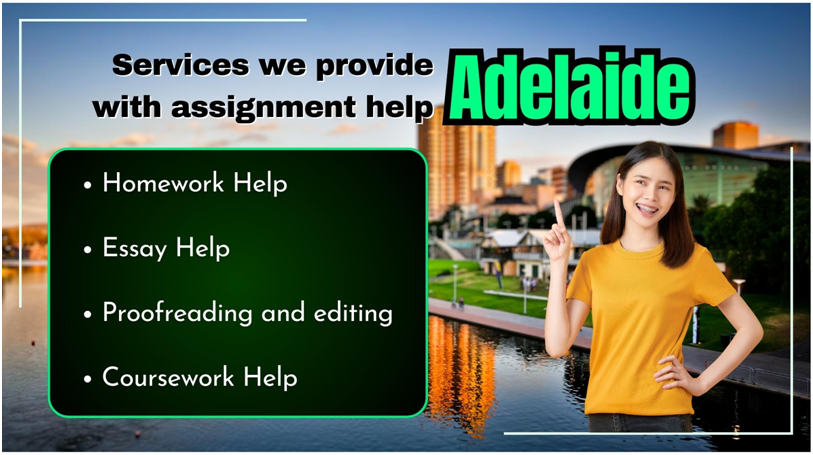 Services we provide
with assignment help
Adelaide
• Homework Help
• Essay Help
• Proofreading and editing
• Coursework Help